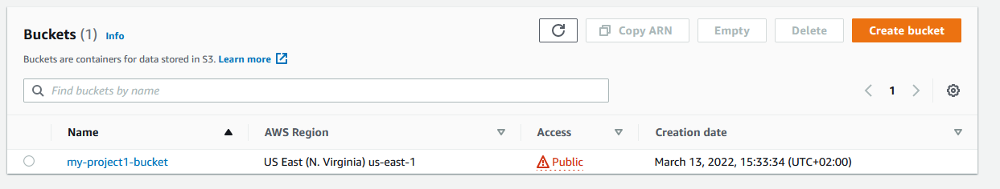 Buckets (1) Info
Copy ARN Empty Delete Create bucket
Buckets are containers for data stored in S3. Learn more
Find buckets by name
1
Name AWS Region Access Creation date
my-project1-bucket US East (N. Virginia) us-east-1 Public March 13, 2022, 15:33:34 (UTC+02:00)